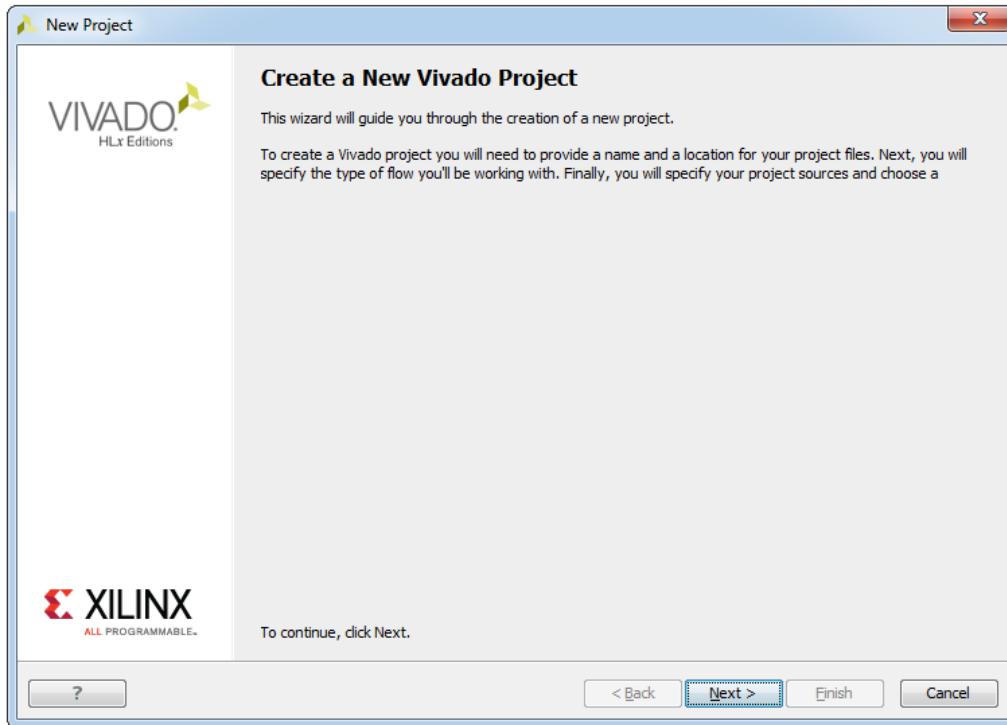 New Project
VIVADO.
HLx Editions
Create a New Vivado Project
This wizard will guide you through the creation of a new project.
To create a Vivado project you will need to provide a name and a location for your project files. Next, you will
specify the type of flow you'll be working with. Finally, you will specify your project sources and choose a
XILINX
ALL PROGRAMMABLE™
To continue, click Next.
?
< Back
Next >
Finish
Cancel